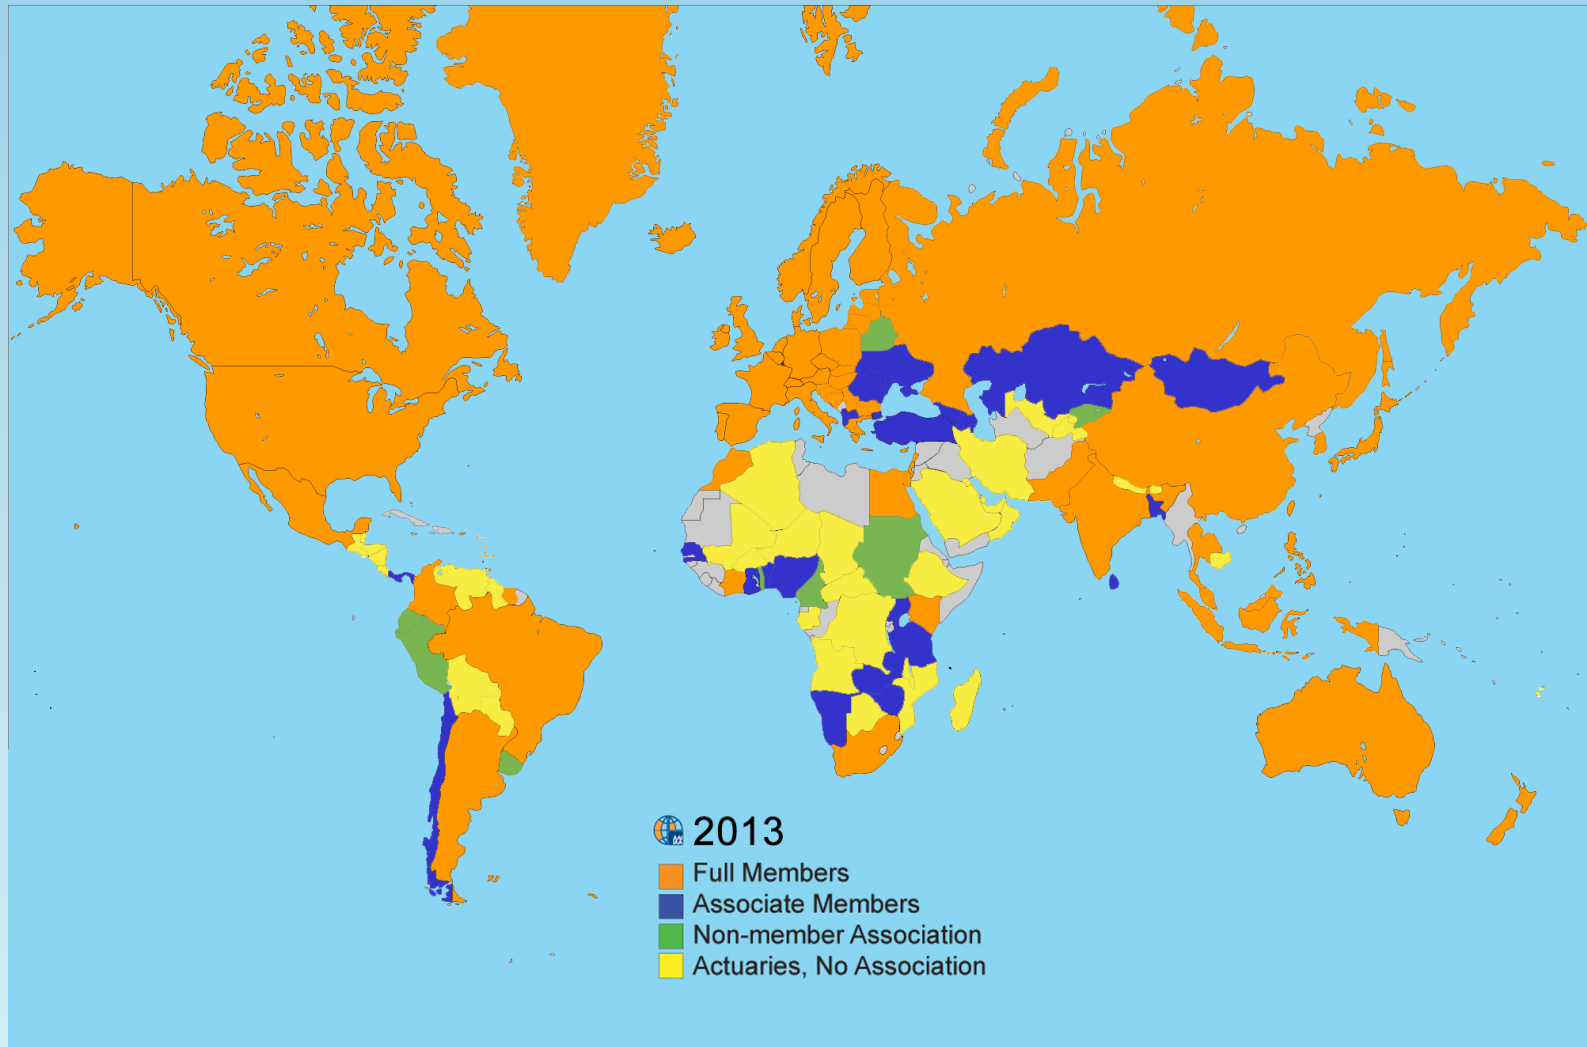 2013
Full Members
Associate Members
Non-member Association
Actuaries, No Association